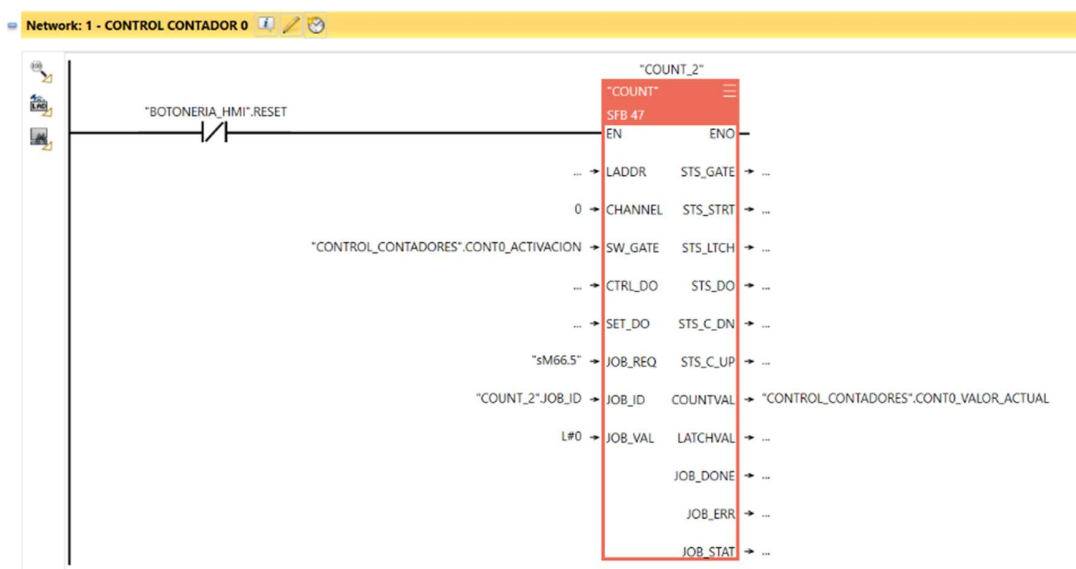 Network: 1 - CONTROL CONTADOR 0
"COUNT_2"
"COUNT"
SFB 47
"BOTONERIA_HMI".RESET
EN ENO
... LADDR STS_GATE ...
0 CHANNEL STS_STRT ...
"CONTROL_CONTADORES".CONT0_ACTIVACION SW_GATE STS_LTCH ...
... CTRL_DO STS_DO ...
... SET_DO STS_C_DN ...
"sM66.5" JOB_REQ STS_C_UP ...
"COUNT_2".JOB_ID JOB_ID COUNTVAL "CONTROL_CONTADORES".CONT0_VALOR_ACTUAL
L#0 JOB_VAL LATCHVAL ...
JOB_DONE ...
JOB_ERR ...
JOB_STAT ...